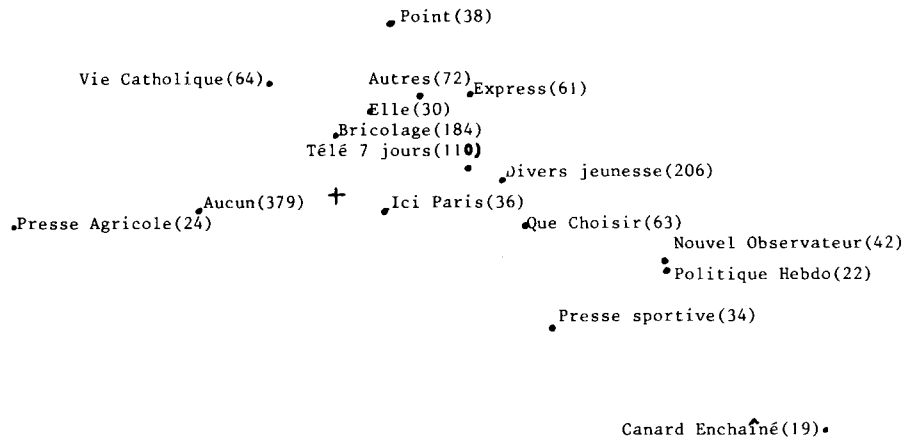 Point(38)
Vie Catholique(64)
Autres(72)
Express(61)
Elle(30)
Bricolage(184)
Télé 7 jours(110)
Divers jeunesse(206)
Aucun(379)
Ici Paris(36)
Presse Agricole(24)
Que Choisir(63)
Nouvel Observateur(42)
Politique Hebdo(22)
Presse sportive(34)
Canard Enchaîné(19)